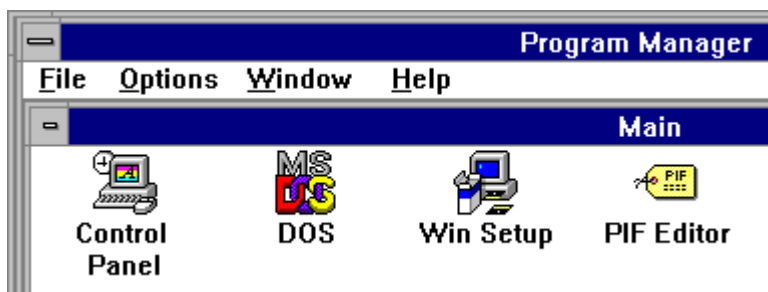 Program Manager
File Options Window Help
Main
MS
DOS
PIF
Control DOS Win Setup PIF Editor
Panel